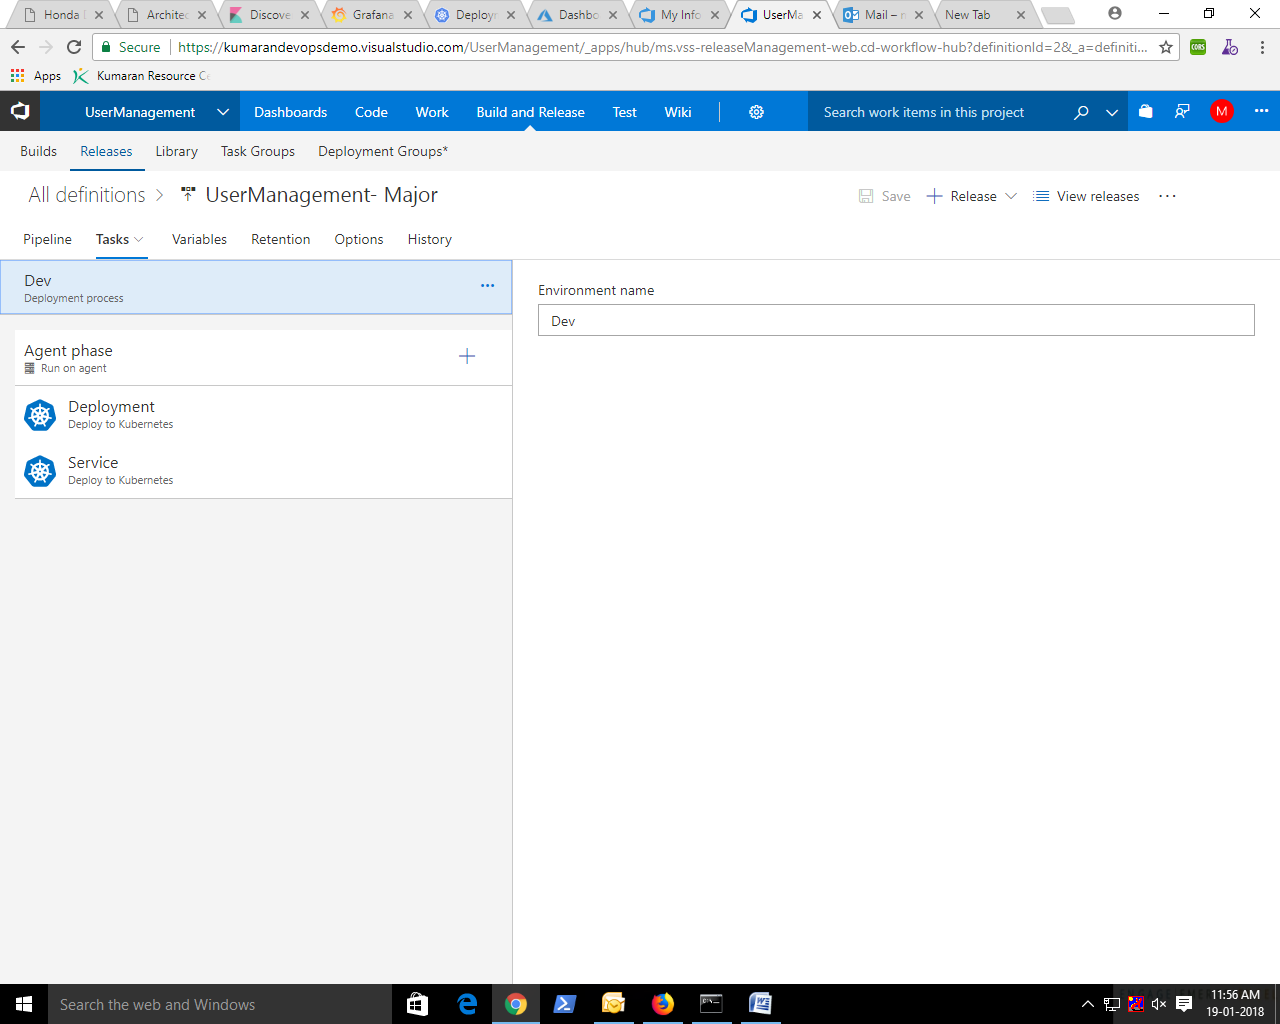 Honda
Architec
Discove
Grafana
Deployr
Dashbo
My Info
UserMa
Mail –
New Tab
Secure
https://kumarandevopsdemo.visualstudio.com/UserManagement/_apps/hub/ms.vss-releaseManagement-web.cd-workflow-hub?definitionId=2&_a=definiti...
CORS
Apps
Kumaran Resource Ce
UserManagement
Dashboards
Code
Work
Build and Release
Test
Wiki
Search work items in this project
M
Builds
Releases
Library
Task Groups
Deployment Groups*
All definitions
UserManagement- Major
Save
Release
View releases
Pipeline
Tasks
Variables
Retention
Options
History
Dev
Deployment process
Environment name
Dev
Agent phase
Run on agent
Deployment
Deploy to Kubernetes
Service
Deploy to Kubernetes
Search the web and Windows
11:56 AM
19-01-2018